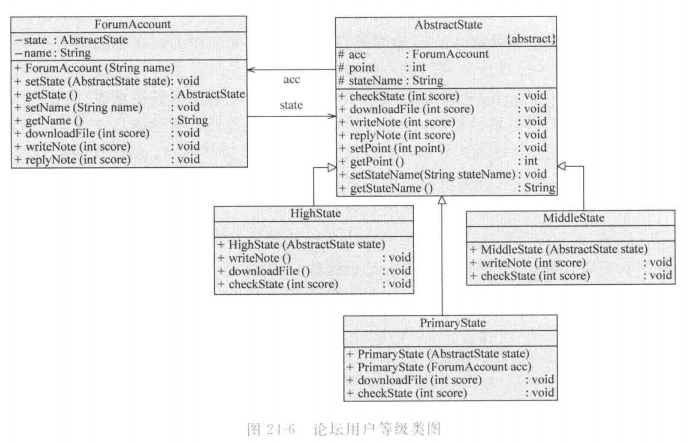 ForumAccount
− state : AbstractState
− name : String
+ ForumAccount (String name)
+ setState (AbstractState state): void
+ getState () : AbstractState
+ setName (String name) : void
+ getName () : String
+ downloadFile (int score) : void
+ writeNote (int score) : void
+ replyNote (int score) : void
acc
state
AbstractState
{abstract}
# acc : ForumAccount
# point : int
# stateName : String
+ checkState (int score) : void
+ downloadFile (int score) : void
+ writeNote (int score) : void
+ replyNote (int score) : void
+ setPoint (int point) : void
+ getPoint () : int
+ setStateName(String stateName) : void
+ getStateName () : String
HighState
+ HighState (AbstractState state)
+ writeNote () : void
+ downloadFile () : void
+ checkState (int score) : void
MiddleState
+ MiddleState (AbstractState state)
+ writeNote (int score) : void
+ checkState (int score) : void
PrimaryState
+ PrimaryState (AbstractState state)
+ PrimaryState (ForumAccount acc)
+ downloadFile (int score) : void
+ checkState (int score) : void
图 24-6 论坛用户等级类图